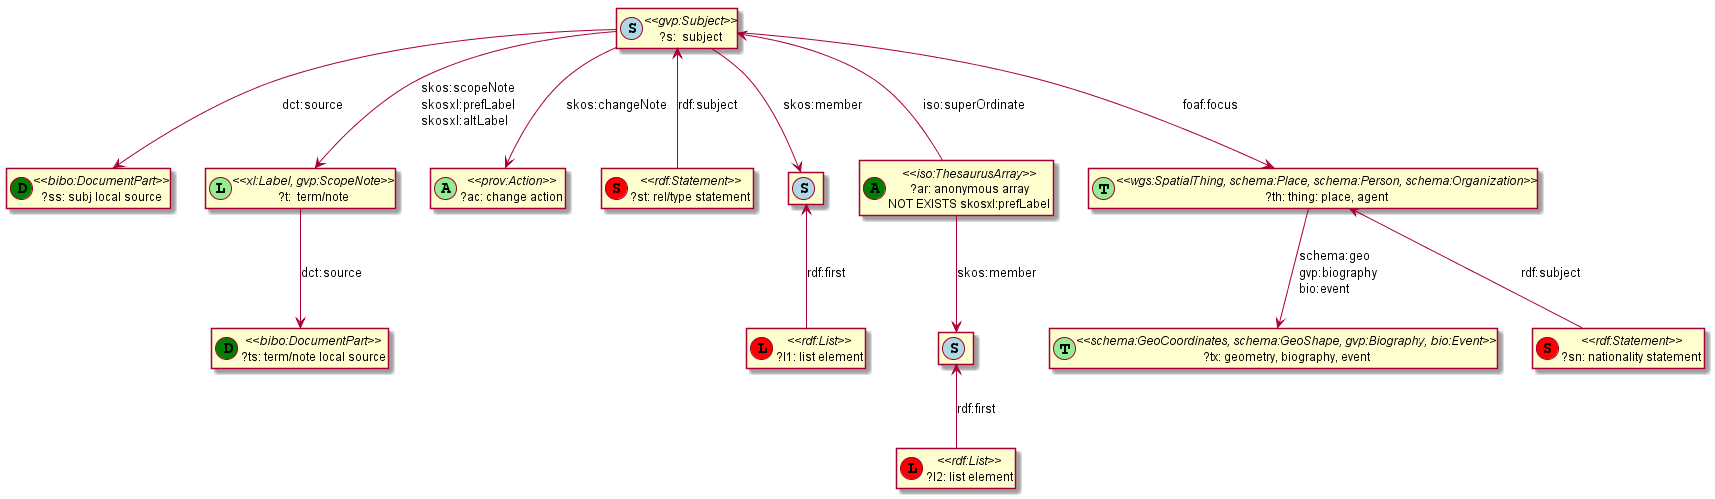 S <<gvp:Subject>>
?s:  subject
dct:source
skos:scopeNote
skosxl:prefLabel
skosxl:altLabel
skos:changeNote
rdf:subject
skos:member
iso:superOrdinate
foaf:focus
D <<bibo:DocumentPart>>
?ss: subj local source
L <<xl:Label, gvp:ScopeNote>>
?t:  term/note
A <<prov:Action>>
?ac: change action
S <<rdf:Statement>>
?st: rel/type statement
S
A <<iso:ThesaurusArray>>
?ar: anonymous array
NOT EXISTS skosxl:prefLabel
T <<wgs:SpatialThing, schema:Place, schema:Person, schema:Organization>>
?th: thing: place, agent
dct:source
rdf:first
skos:member
schema:geo
gvp:biography
bio:event
rdf:subject
D <<bibo:DocumentPart>>
?ts: term/note local source
L <<rdf:List>>
?l1: list element
S
T <<schema:GeoCoordinates, schema:GeoShape, gvp:Biography, bio:Event>>
?tx: geometry, biography, event
S <<rdf:Statement>>
?sn: nationality statement
rdf:first
L <<rdf:List>>
?l2: list element